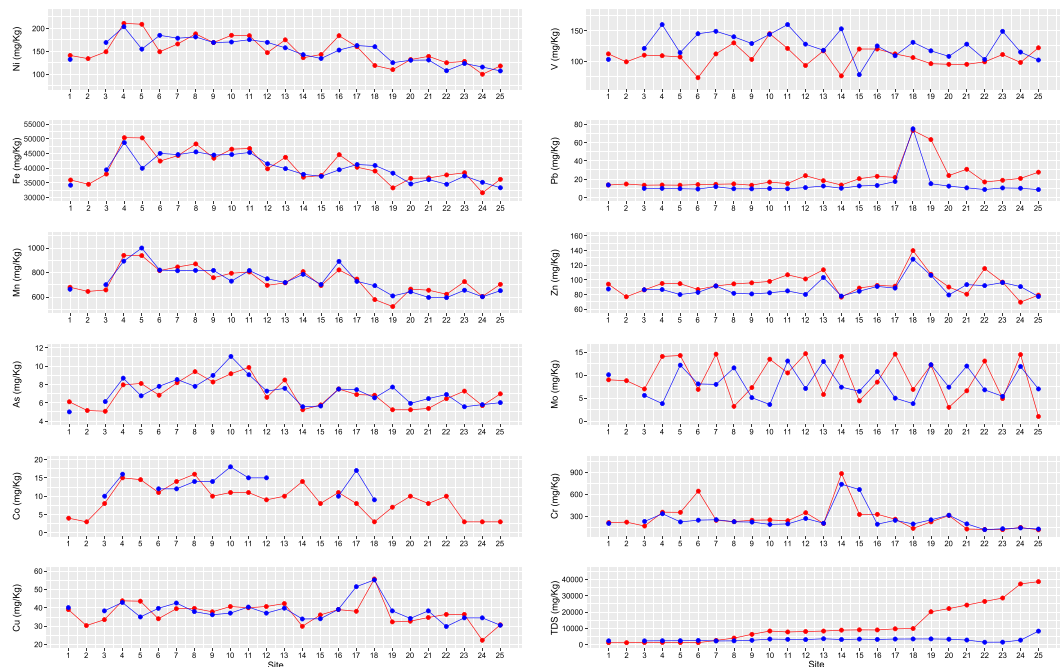 Ni (mg/Kg)
200
150
100
1 2 3 4 5 6 7 8 9 10 11 12 13 14 15 16 17 18 19 20 21 22 23 24 25
V (mg/Kg)
150
100
1 2 3 4 5 6 7 8 9 10 11 12 13 14 15 16 17 18 19 20 21 22 23 24 25
Fe (mg/Kg)
55000
50000
45000
40000
35000
30000
1 2 3 4 5 6 7 8 9 10 11 12 13 14 15 16 17 18 19 20 21 22 23 24 25
Pb (mg/Kg)
80
60
40
20
0
1 2 3 4 5 6 7 8 9 10 11 12 13 14 15 16 17 18 19 20 21 22 23 24 25
Mn (mg/Kg)
1000
800
600
1 2 3 4 5 6 7 8 9 10 11 12 13 14 15 16 17 18 19 20 21 22 23 24 25
Zn (mg/Kg)
160
140
120
100
80
60
1 2 3 4 5 6 7 8 9 10 11 12 13 14 15 16 17 18 19 20 21 22 23 24 25
As (mg/Kg)
12
10
8
6
4
1 2 3 4 5 6 7 8 9 10 11 12 13 14 15 16 17 18 19 20 21 22 23 24 25
Mo (mg/Kg)
15
10
5
0
1 2 3 4 5 6 7 8 9 10 11 12 13 14 15 16 17 18 19 20 21 22 23 24 25
Co (mg/Kg)
20
15
10
5
0
1 2 3 4 5 6 7 8 9 10 11 12 13 14 15 16 17 18 19 20 21 22 23 24 25
Cr (mg/Kg)
900
600
300
1 2 3 4 5 6 7 8 9 10 11 12 13 14 15 16 17 18 19 20 21 22 23 24 25
Cu (mg/Kg)
60
50
40
30
20
1 2 3 4 5 6 7 8 9 10 11 12 13 14 15 16 17 18 19 20 21 22 23 24 25
Site
TDS (mg/Kg)
40000
30000
20000
10000
0
1 2 3 4 5 6 7 8 9 10 11 12 13 14 15 16 17 18 19 20 21 22 23 24 25
Site